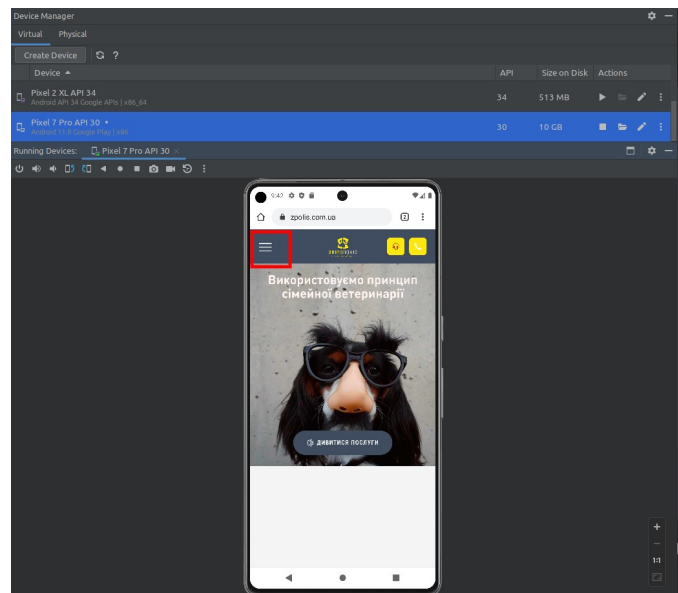 Device Manager
Virtual Physical
Create Device ?
Device API Size on Disk Actions
Pixel 2 XL API 34
Android API 34 Google APIs | x86_64
34 513 MB
Pixel 7 Pro API 30
Android 11.0 Google Play | x86
30 10 GB
Running Devices: Pixel 7 Pro API 30
9:42
zpolis.com.ua 2
ЗВІРОПОЛІС
Використовуємо принцип
сімейної ветеринарії
ДИВИТИСЯ ПОСЛУГИ
1:1